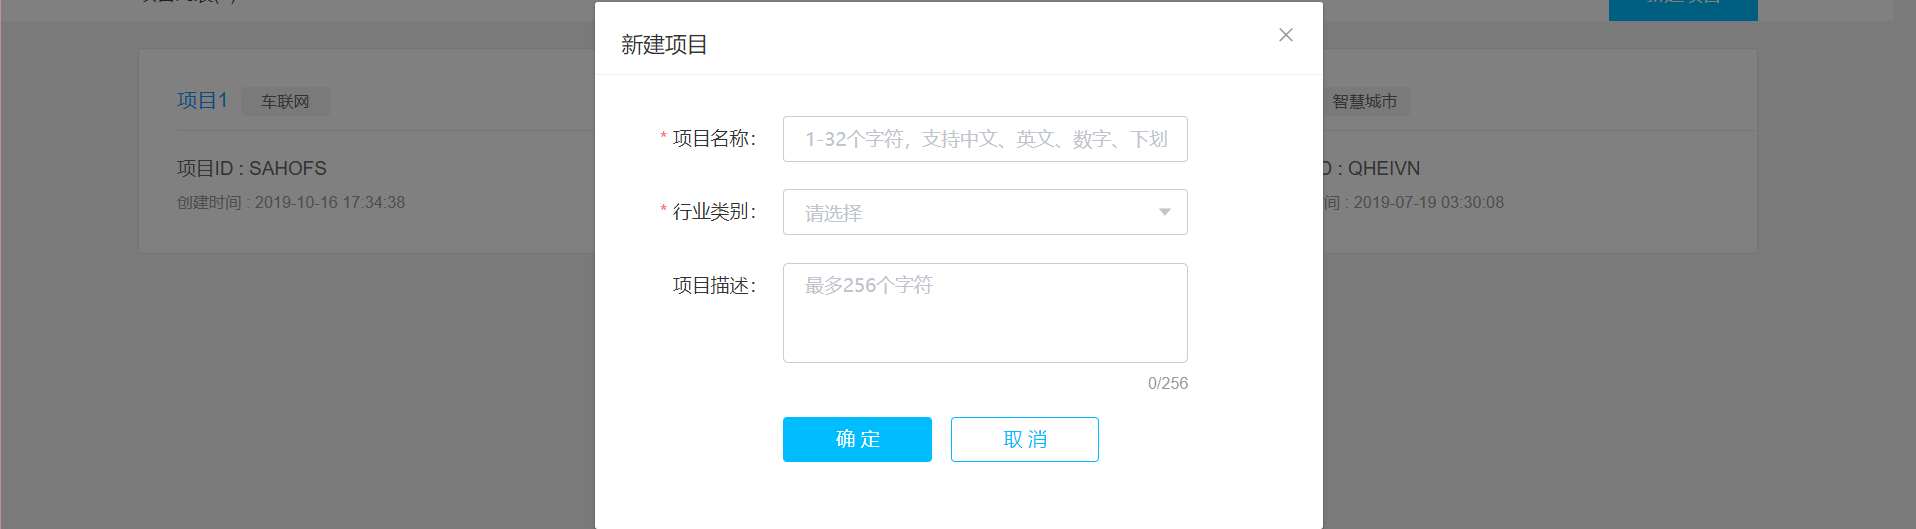 新建项目
项目1 车联网
智慧城市
* 项目名称：
1-32个字符，支持中文、英文、数字、下划
项目ID : SAHOFS
D : QHEIVN
创建时间 : 2019-10-16 17:34:38
间 : 2019-07-19 03:30:08
* 行业类别：
请选择
项目描述：
最多256个字符
0/256
确 定
取 消